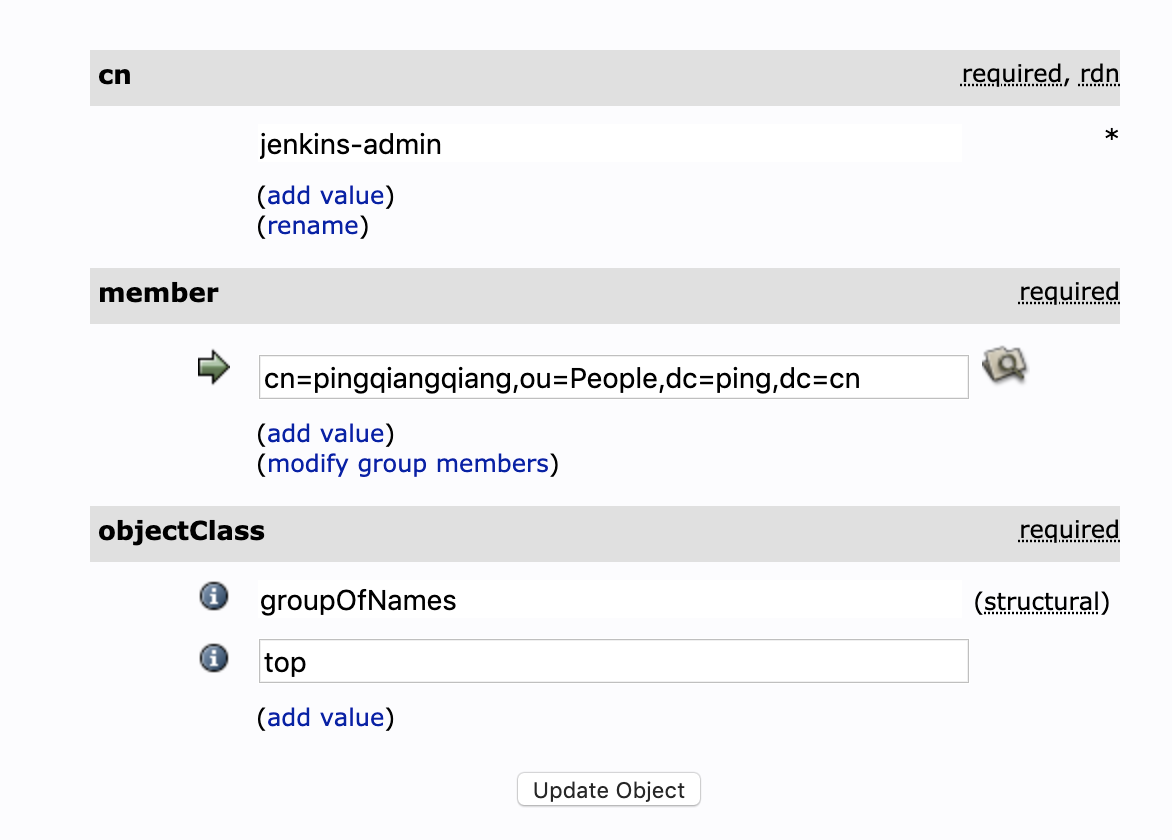 cn required, rdn
jenkins-admin *
(add value)
(rename)
member required
cn=pingqiangqiang,ou=People,dc=ping,dc=cn
(add value)
(modify group members)
objectClass required
groupOfNames (structural)
top
(add value)
Update Object